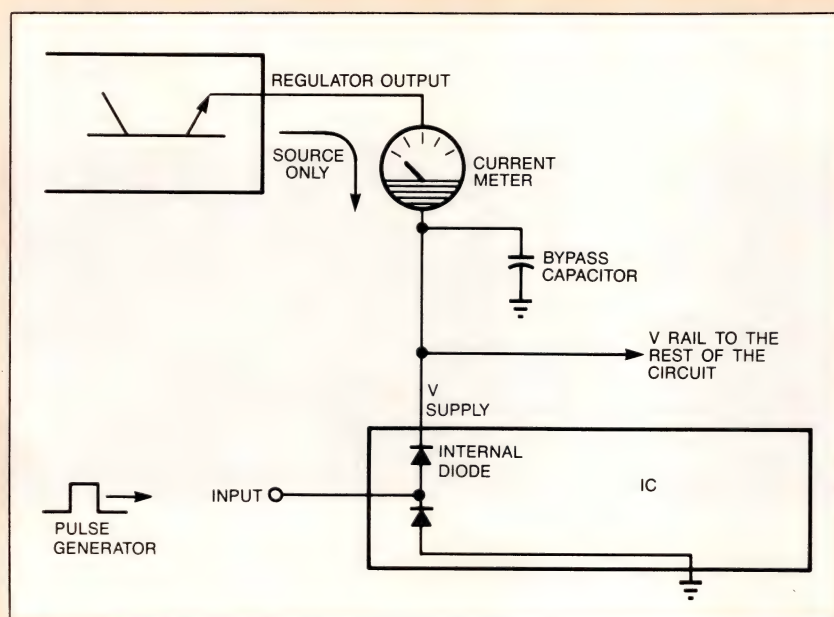 REGULATOR OUTPUT
SOURCE
ONLY
CURRENT
METER
BYPASS
CAPACITOR
V RAIL TO THE
REST OF THE
CIRCUIT
V
SUPPLY
INTERNAL
DIODE
IC
INPUT
PULSE
GENERATOR